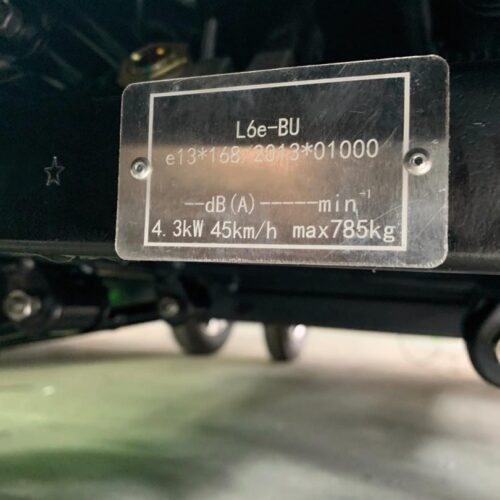 L6e-BU
e13*168/2013*01000
--dB(A)-----min⁻¹
4.3kW 45km/h max785kg